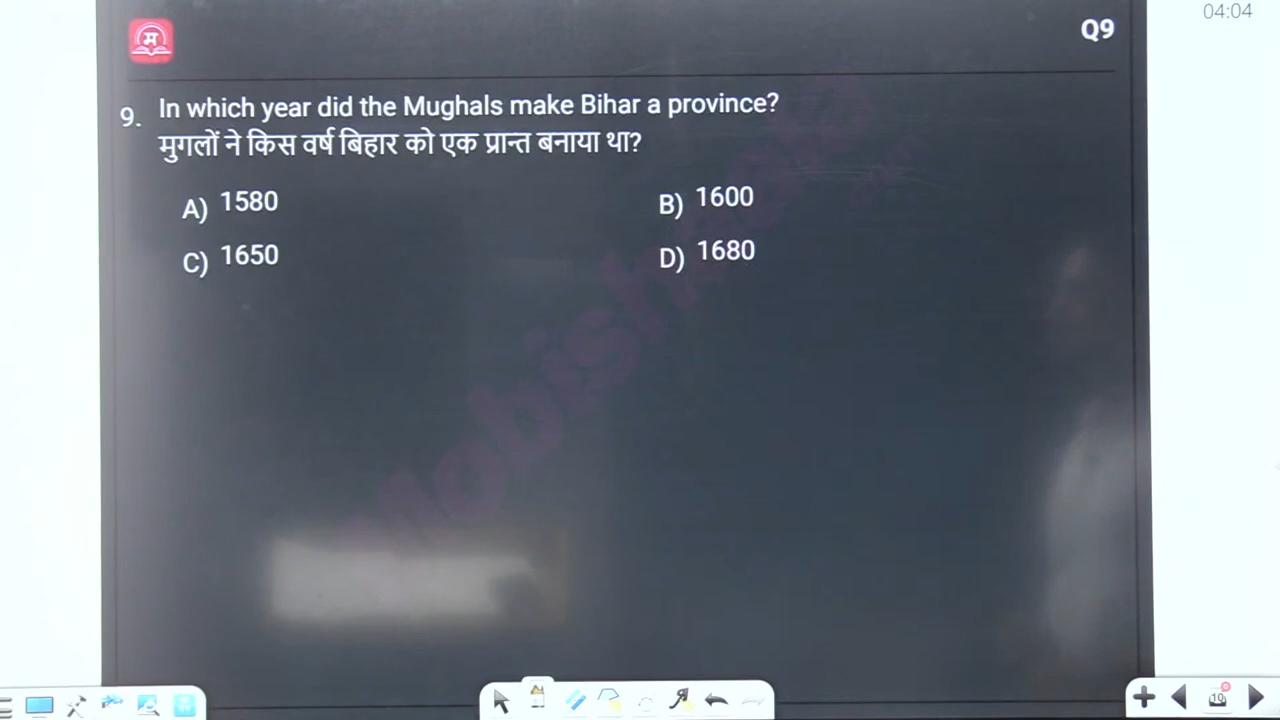 04:04
म
Q9
9. In which year did the Mughals make Bihar a province?
मुगलों ने किस वर्ष बिहार को एक प्रान्त बनाया था?
A) 1580
B) 1600
C) 1650
D) 1680
10